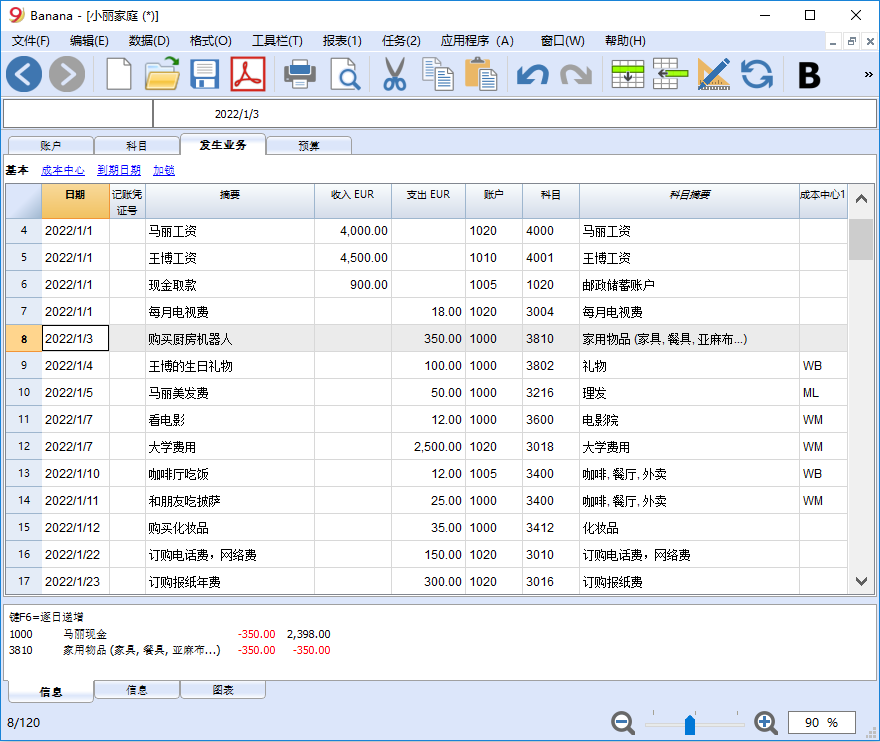 Banana - [小丽家庭 (*)]
文件(F) 编辑(E) 数据(D) 格式(O) 工具栏(T) 报表(1) 任务(2) 应用程序 (A) 窗口(W) 帮助(H)
B »
2022/1/3
账户 科目 发生业务 预算
基本 成本中心 到期日期 加锁
日期 记账凭证号 摘要 收入 EUR 支出 EUR 账户 科目 科目摘要 成本中心1
4 2022/1/1 马丽工资 4,000.00 1020 4000 马丽工资
5 2022/1/1 王博工资 4,500.00 1010 4001 王博工资
6 2022/1/1 现金取款 900.00 1005 1020 邮政储蓄账户
7 2022/1/1 每月电视费 18.00 1020 3004 每月电视费
8 2022/1/3 购买厨房机器人 350.00 1000 3810 家用物品 (家具, 餐具, 亚麻布...)
9 2022/1/4 王博的生日礼物 100.00 1000 3802 礼物 WB
10 2022/1/5 马丽美发费 50.00 1000 3216 理发 ML
11 2022/1/7 看电影 12.00 1000 3600 电影院 WM
12 2022/1/7 大学费用 2,500.00 1020 3018 大学费用 WM
13 2022/1/10 咖啡厅吃饭 12.00 1005 3400 咖啡, 餐厅, 外卖 WB
14 2022/1/11 和朋友吃披萨 25.00 1000 3400 咖啡, 餐厅, 外卖 WM
15 2022/1/12 购买化妆品 35.00 1000 3412 化妆品
16 2022/1/22 订购电话费，网络费 150.00 1020 3010 订购电话费，网络费
17 2022/1/23 订购报纸年费 300.00 1020 3016 订购报纸费
键F6=逐日递增
1000 马丽现金 -350.00 2,398.00
3810 家用物品 (家具, 餐具, 亚麻布...) -350.00 -350.00
信息 信息 图表
8/120 90 %